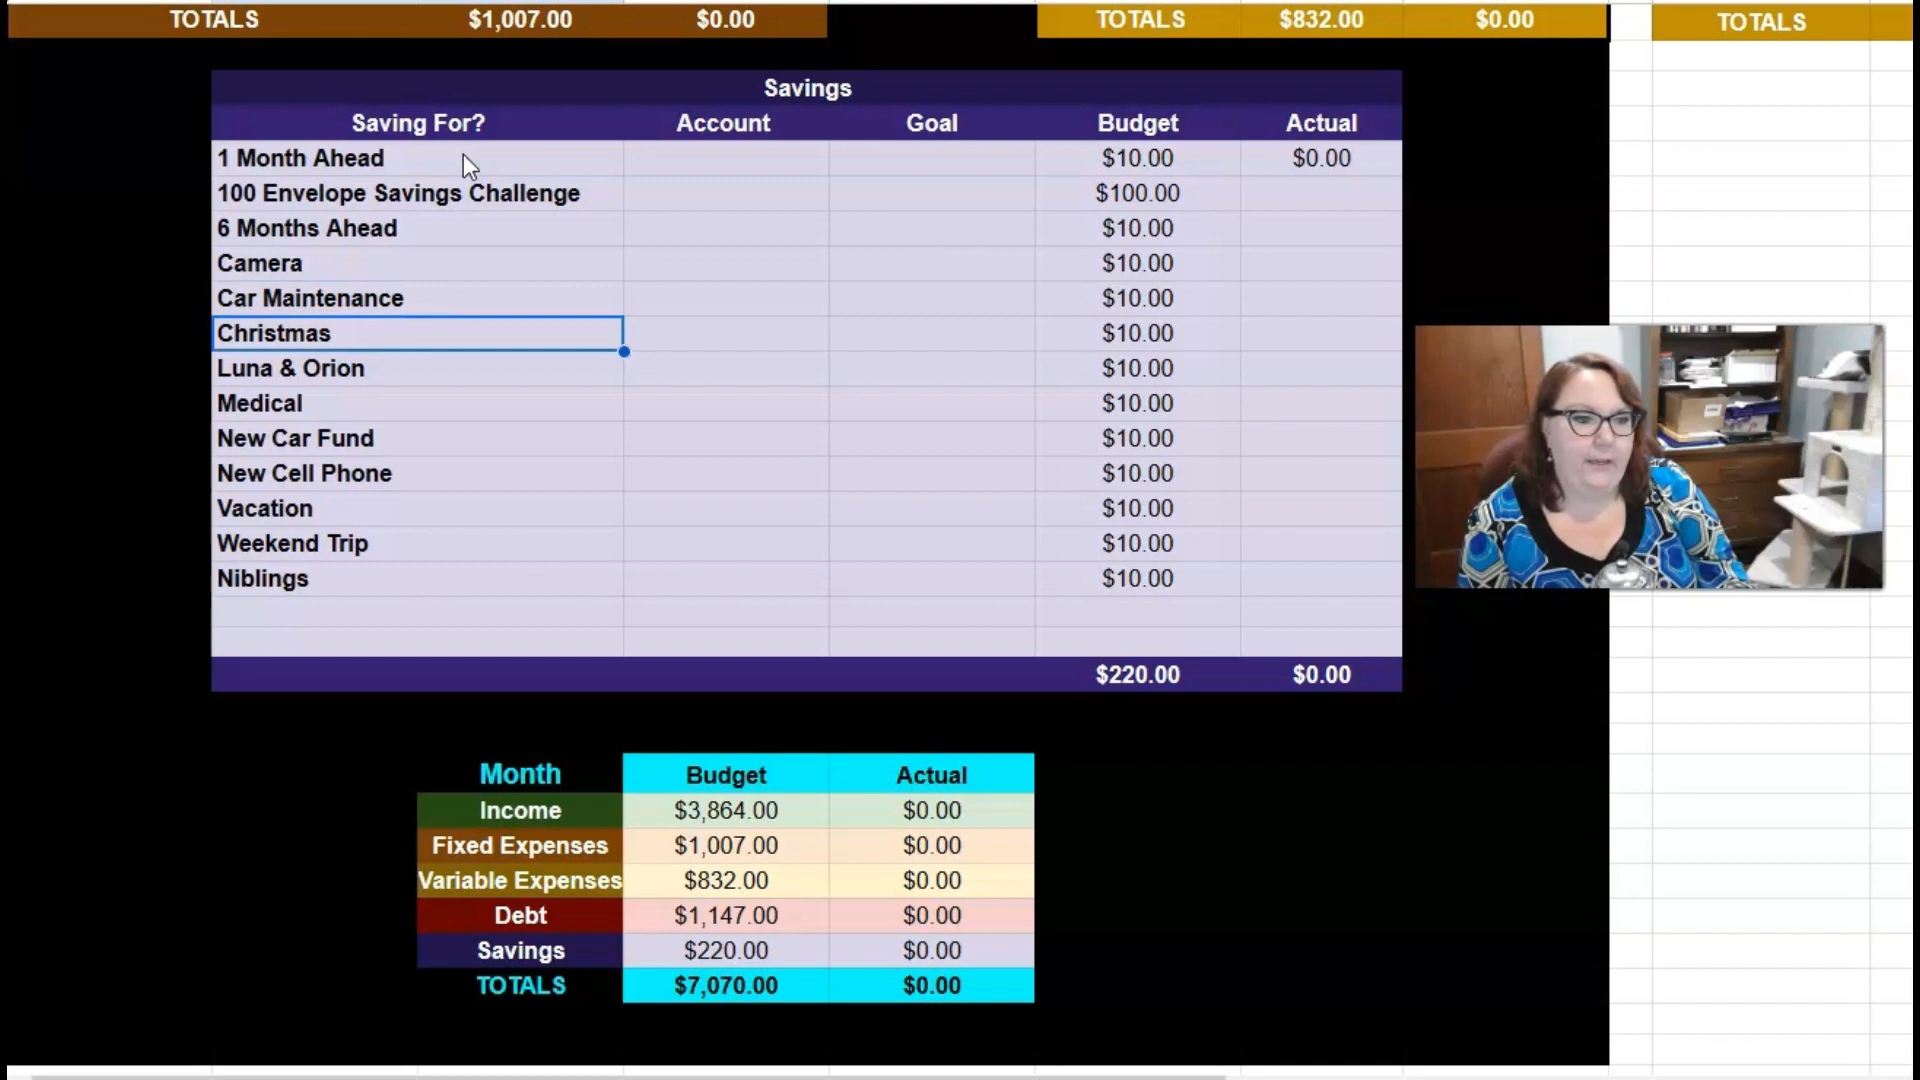 TOTALS $1,007.00 $0.00 TOTALS $832.00 $0.00 TOTALS
Savings
Saving For? Account Goal Budget Actual
1 Month Ahead $10.00 $0.00
100 Envelope Savings Challenge $100.00
6 Months Ahead $10.00
Camera $10.00
Car Maintenance $10.00
Christmas $10.00
Luna & Orion $10.00
Medical $10.00
New Car Fund $10.00
New Cell Phone $10.00
Vacation $10.00
Weekend Trip $10.00
Niblings $10.00
$220.00 $0.00
Month Budget Actual
Income $3,864.00 $0.00
Fixed Expenses $1,007.00 $0.00
Variable Expenses $832.00 $0.00
Debt $1,147.00 $0.00
Savings $220.00 $0.00
TOTALS $7,070.00 $0.00